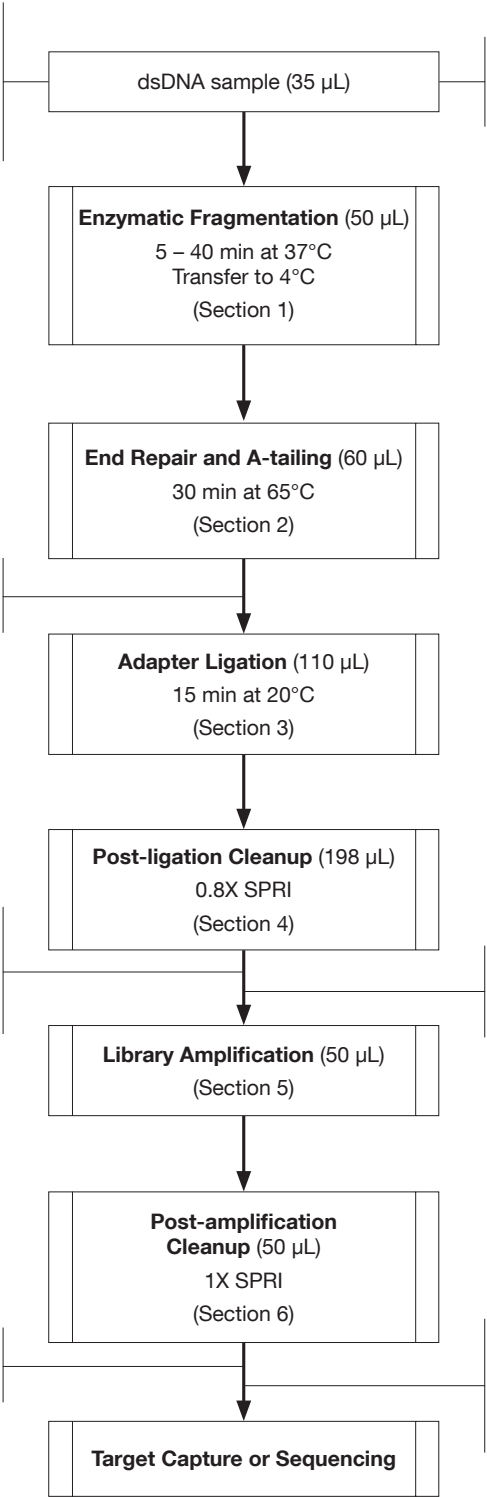 dsDNA sample (35 µL)
Enzymatic Fragmentation (50 µL)
5 – 40 min at 37°C
Transfer to 4°C
(Section 1)
End Repair and A-tailing (60 µL)
30 min at 65°C
(Section 2)
Adapter Ligation (110 µL)
15 min at 20°C
(Section 3)
Post-ligation Cleanup (198 µL)
0.8X SPRI
(Section 4)
Library Amplification (50 µL)
(Section 5)
Post-amplification
Cleanup (50 µL)
1X SPRI
(Section 6)
Target Capture or Sequencing